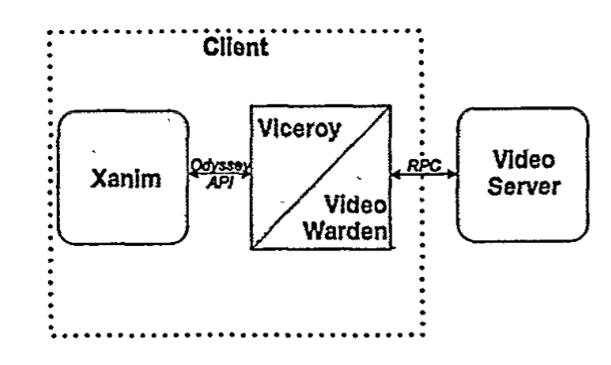 Client
Xanim
Odyssey
API
Viceroy
Video
Warden
RPC
Video
Server